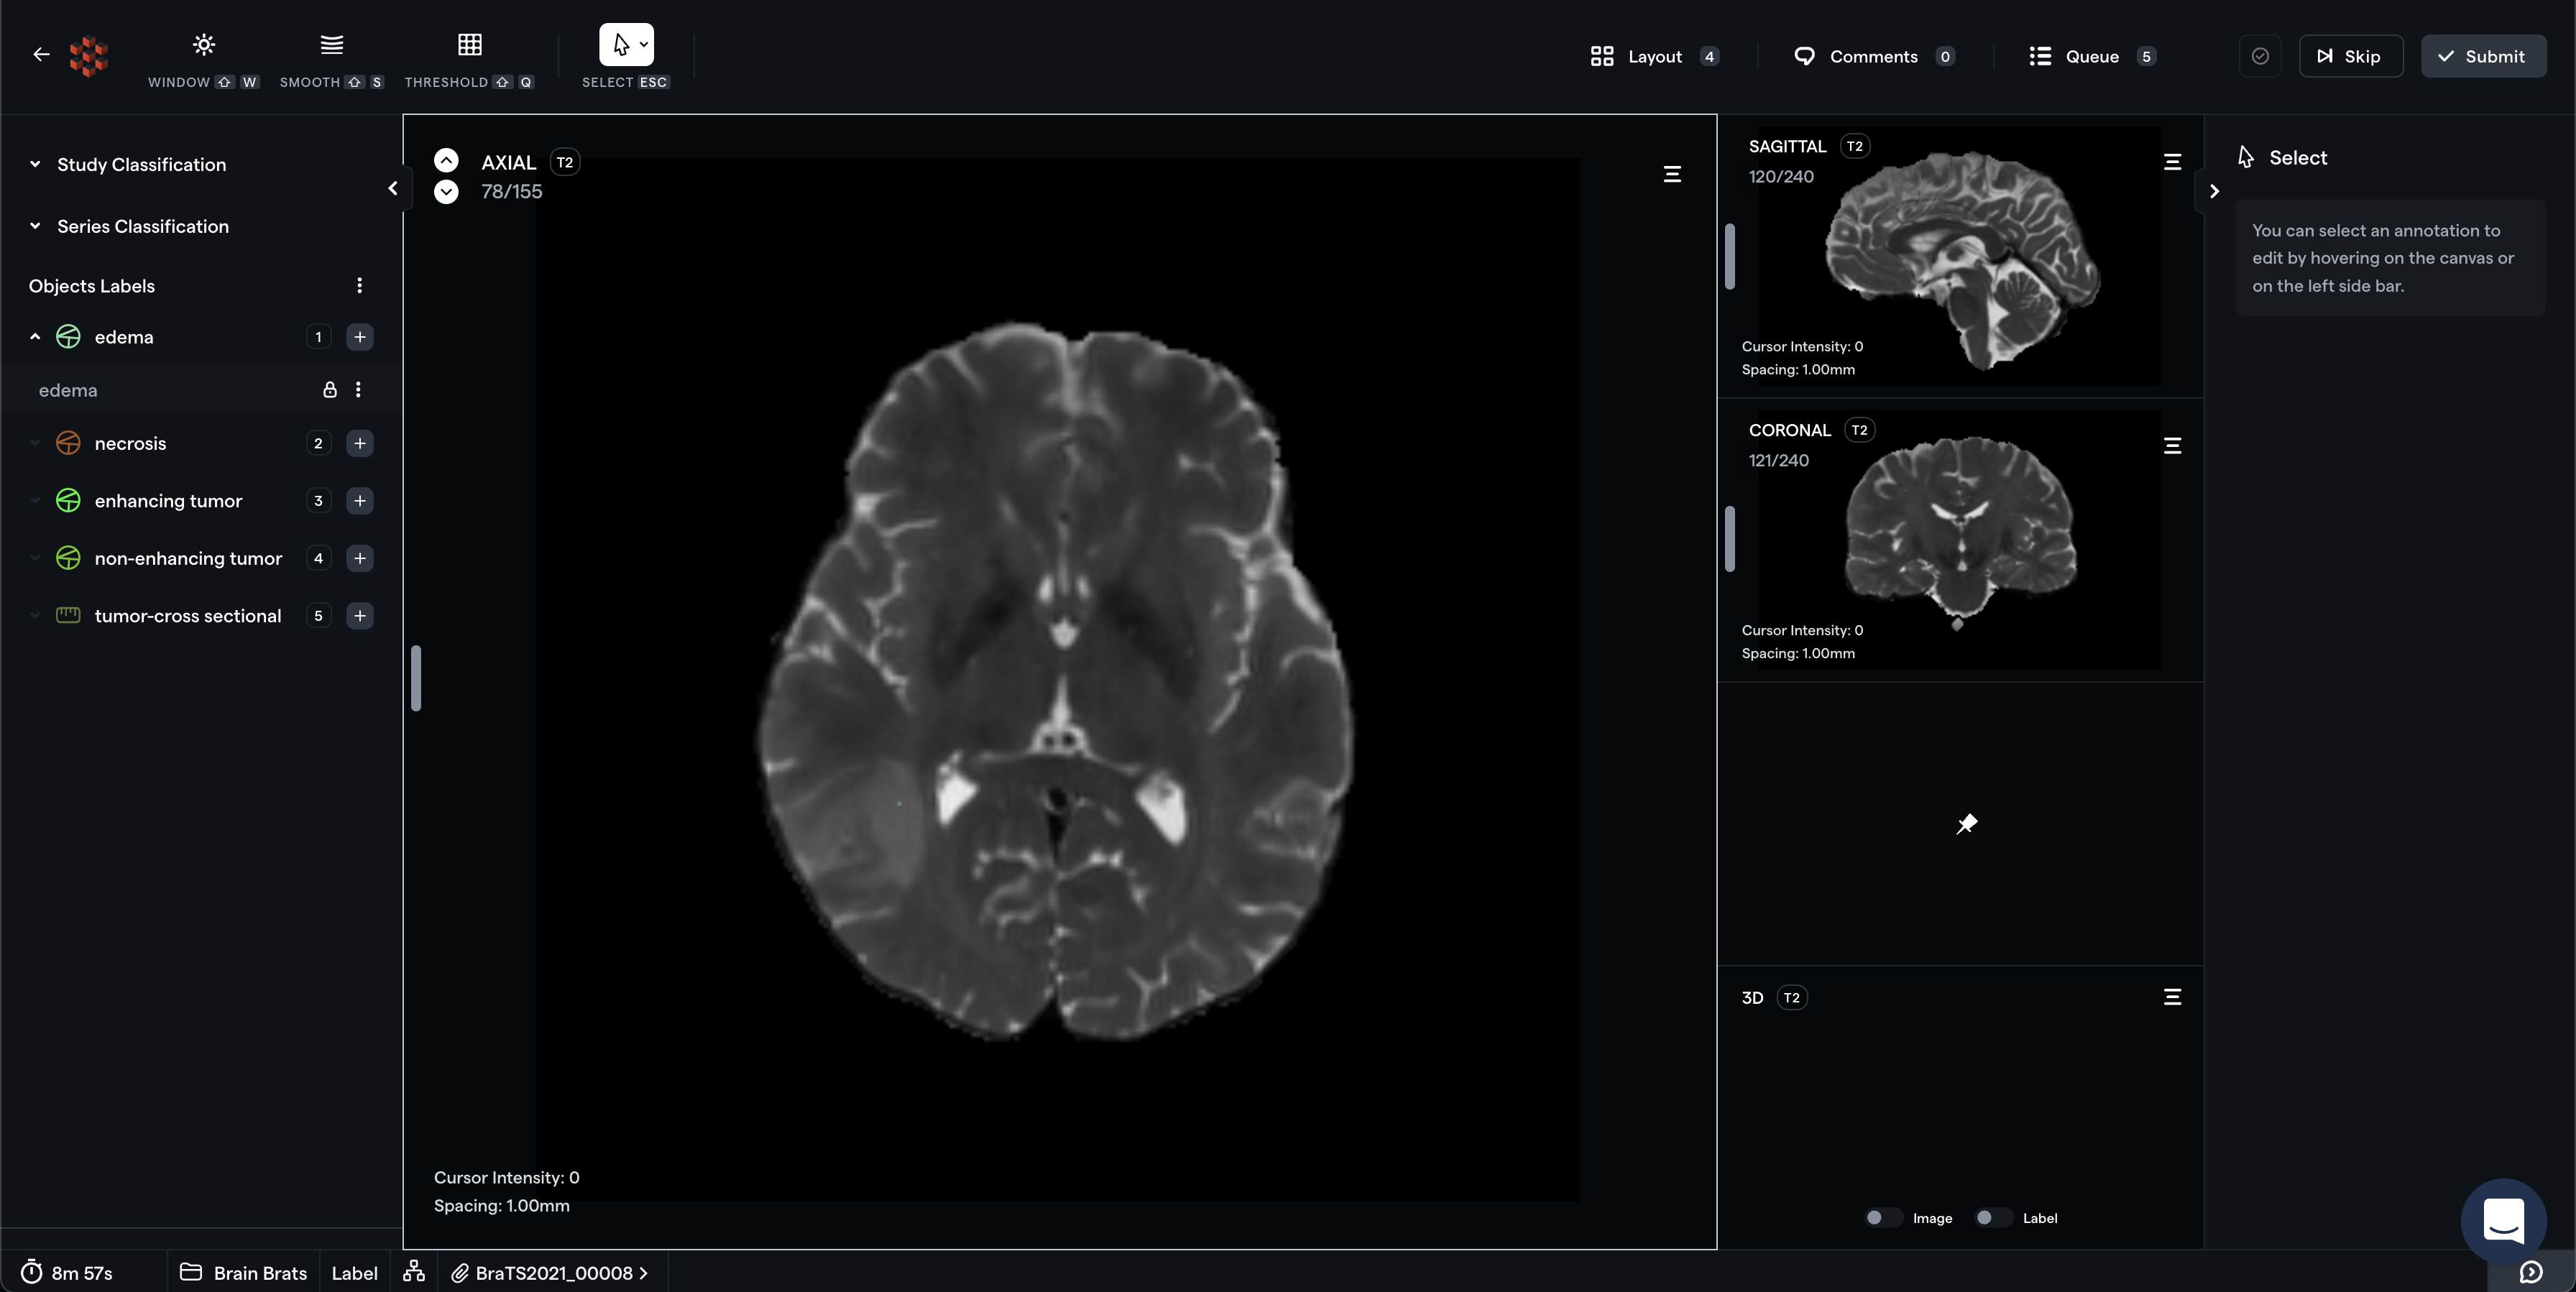 WINDOW ⇧ W
SMOOTH ⇧ S
THRESHOLD ⇧ Q
SELECT ESC
Layout 4
Comments 0
Queue 5
Skip
Submit
Study Classification
Series Classification
Objects Labels
edema 1 +
edema
necrosis 2 +
enhancing tumor 3 +
non-enhancing tumor 4 +
tumor-cross sectional 5 +
AXIAL T2
78/155
Cursor Intensity: 0
Spacing: 1.00mm
SAGITTAL T2
120/240
Cursor Intensity: 0
Spacing: 1.00mm
CORONAL T2
121/240
Cursor Intensity: 0
Spacing: 1.00mm
3D T2
Image
Label
Select
You can select an annotation to
edit by hovering on the canvas or
on the left side bar.
8m 57s
Brain Brats
Label
BraTS2021_00008